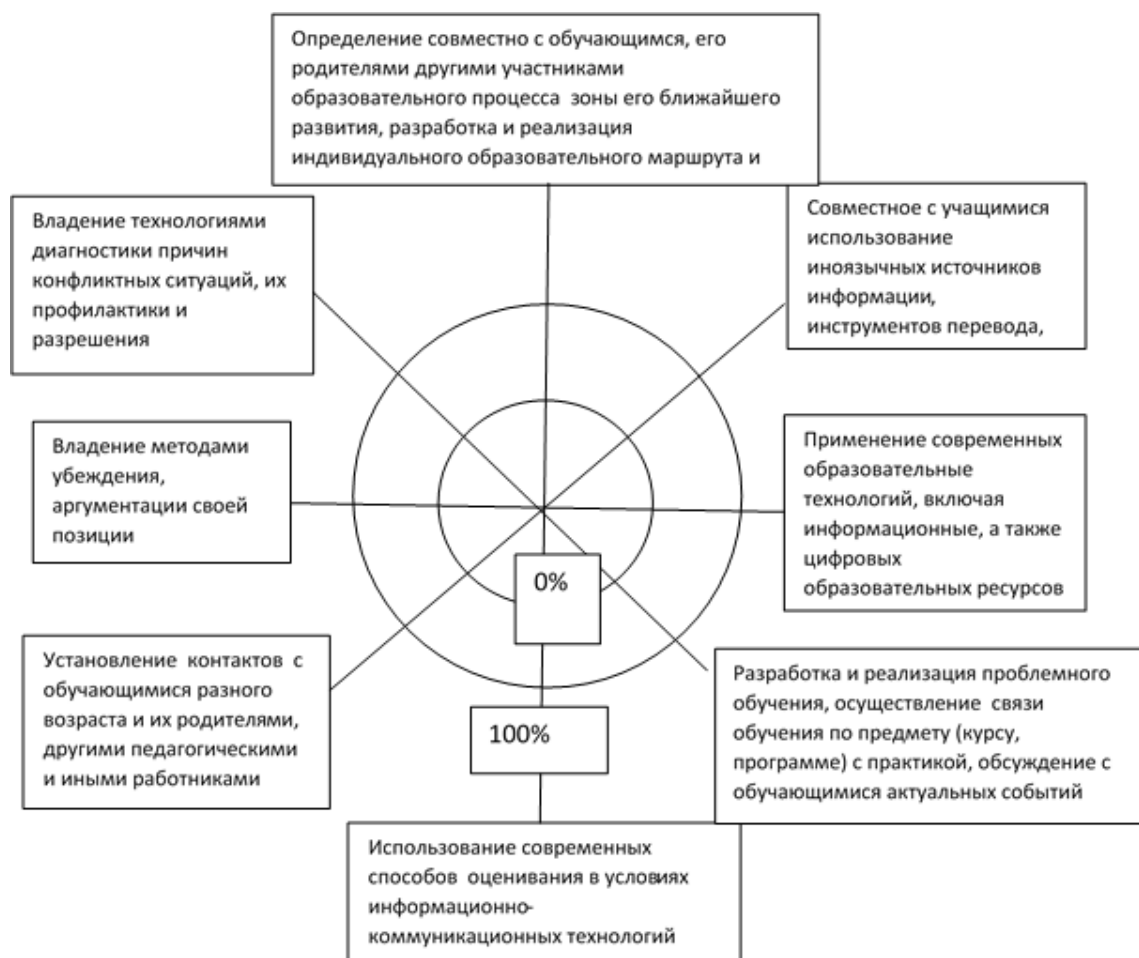 Определение совместно с обучающимся, его
родителями другими участниками
образовательного процесса зоны его ближайшего
развития, разработка и реализация
индивидуального образовательного маршрута и
Владение технологиями
диагностики причин
конфликтных ситуаций, их
профилактики и
разрешения
Совместное с учащимися
использование
иноязычных источников
информации,
инструментов перевода,
Владение методами
убеждения,
аргументации своей
позиции
Применение современных
образовательные
технологий, включая
информационные, а также
цифровых
образовательных ресурсов
0%
Установление контактов с
обучающимися разного
возраста и их родителями,
другими педагогическими
и иными работниками
100%
Разработка и реализация проблемного
обучения, осуществление связи
обучения по предмету (курсу,
программе) с практикой, обсуждение с
обучающимися актуальных событий
Использование современных
способов оценивания в условиях
информационно-
коммуникационных технологий